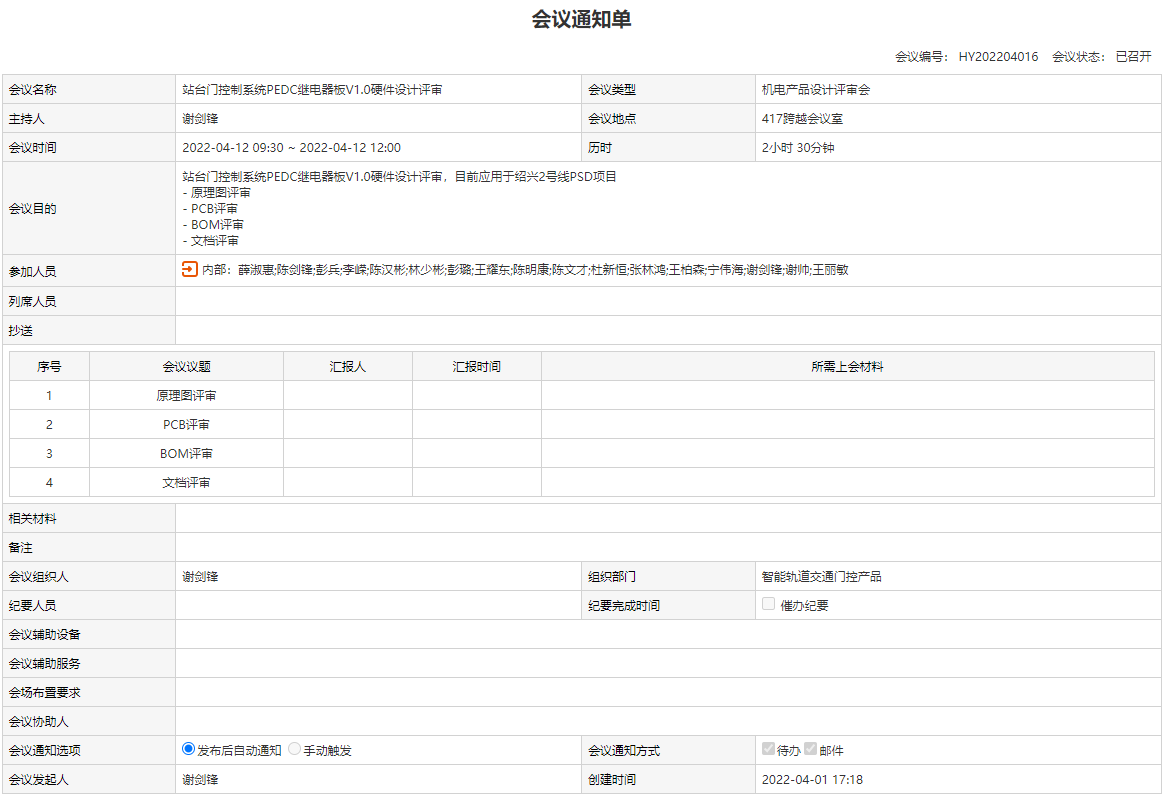 会议通知单
会议编号： HY202204016 会议状态： 已召开
会议名称 站台门控制系统PEDC继电器板V1.0硬件设计评审 会议类型 机电产品设计评审会
主持人 谢剑锋 会议地点 417跨越会议室
会议时间 2022-04-12 09:30 ~ 2022-04-12 12:00 历时 2小时 30分钟
会议目的
站台门控制系统PEDC继电器板V1.0硬件设计评审，目前应用于绍兴2号线PSD项目
- 原理图评审
- PCB评审
- BOM评审
- 文档评审
参加人员 内部：薛淑惠;陈剑锋;彭兵;李嵘;陈汉彬;林少彬;彭璐;王耀东;陈明康;陈文才;杜新恒;张林鸿;王柏森;宁伟海;谢剑锋;谢帅;王丽敏
列席人员
抄送
序号 会议议题 汇报人 汇报时间 所需上会材料
1 原理图评审
2 PCB评审
3 BOM评审
4 文档评审
相关材料
备注
会议组织人 谢剑锋 组织部门 智能轨道交通门控产品
纪要人员 纪要完成时间 催办纪要
会议辅助设备
会议辅助服务
会场布置要求
会议协助人
会议通知选项 发布后自动通知 手动触发 会议通知方式 待办 邮件
会议发起人 谢剑锋 创建时间 2022-04-01 17:18